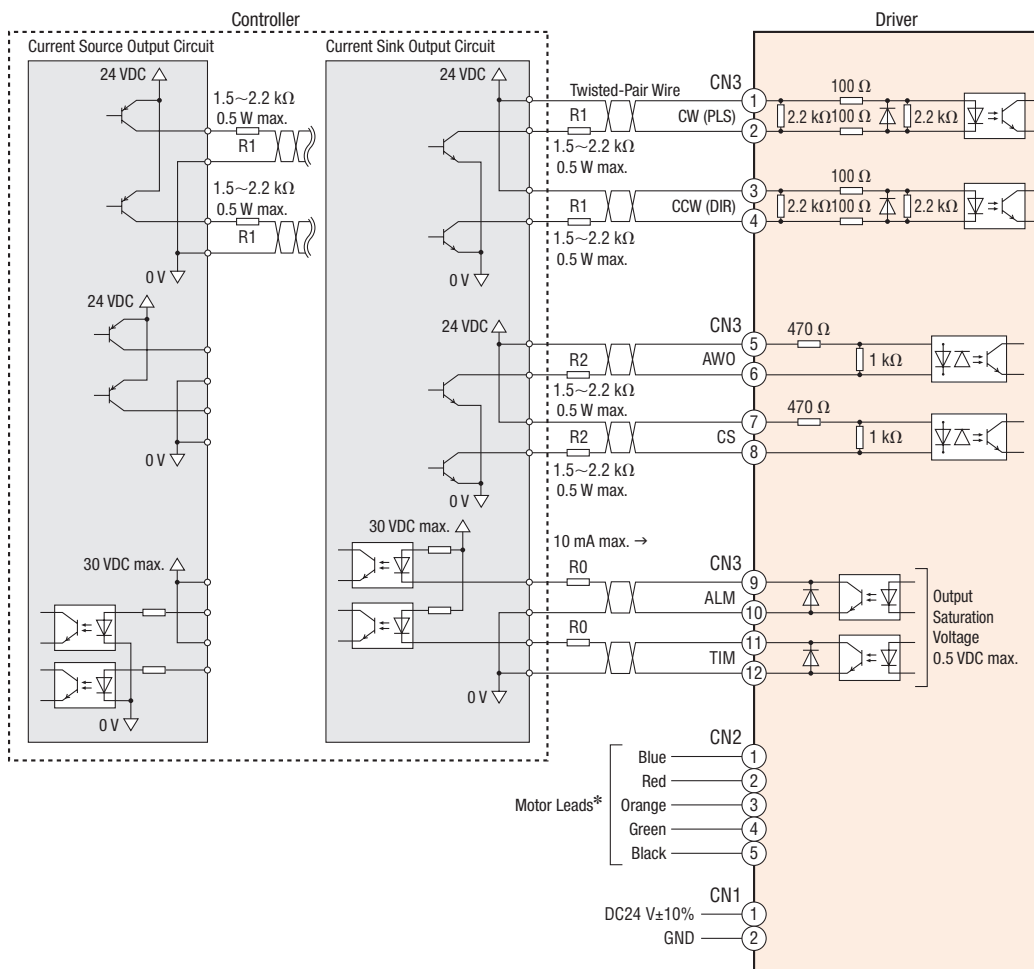 Controller
Driver
Current Source Output Circuit
24 VDC
1.5~2.2 kΩ
0.5 W max.
R1
1.5~2.2 kΩ
0.5 W max.
R1
0 V
24 VDC
0 V
30 VDC max.
0 V
Current Sink Output Circuit
24 VDC
0 V
24 VDC
0 V
30 VDC max.
0 V
Twisted-Pair Wire
R1
1.5~2.2 kΩ
0.5 W max.
R1
1.5~2.2 kΩ
0.5 W max.
R2
1.5~2.2 kΩ
0.5 W max.
R2
1.5~2.2 kΩ
0.5 W max.
10 mA max. →
R0
R0
CN3
CW (PLS)
1
2
CCW (DIR)
3
4
100 Ω
2.2 kΩ 100 Ω 2.2 kΩ
100 Ω
2.2 kΩ 100 Ω 2.2 kΩ
CN3
AWO
5
6
CS
7
8
470 Ω
1 kΩ
470 Ω
1 kΩ
CN3
ALM
9
10
TIM
11
12
Output
Saturation
Voltage
0.5 VDC max.
CN2
Motor Leads*
Blue 1
Red 2
Orange 3
Green 4
Black 5
CN1
DC24 V±10% 1
GND 2